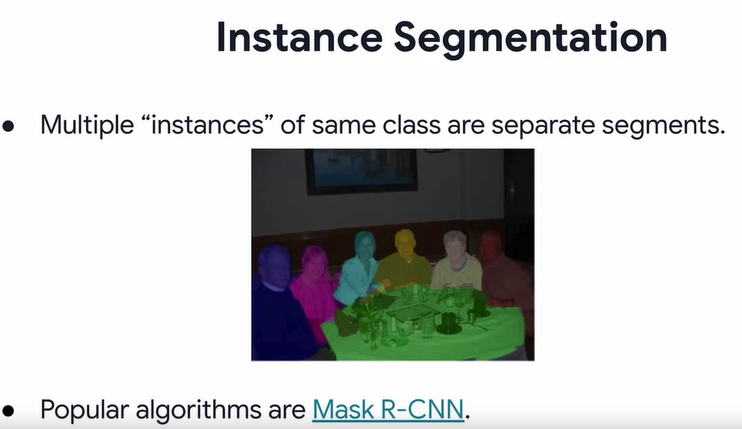 Instance Segmentation
● Multiple “instances” of same class are separate segments.
● Popular algorithms are Mask R-CNN.